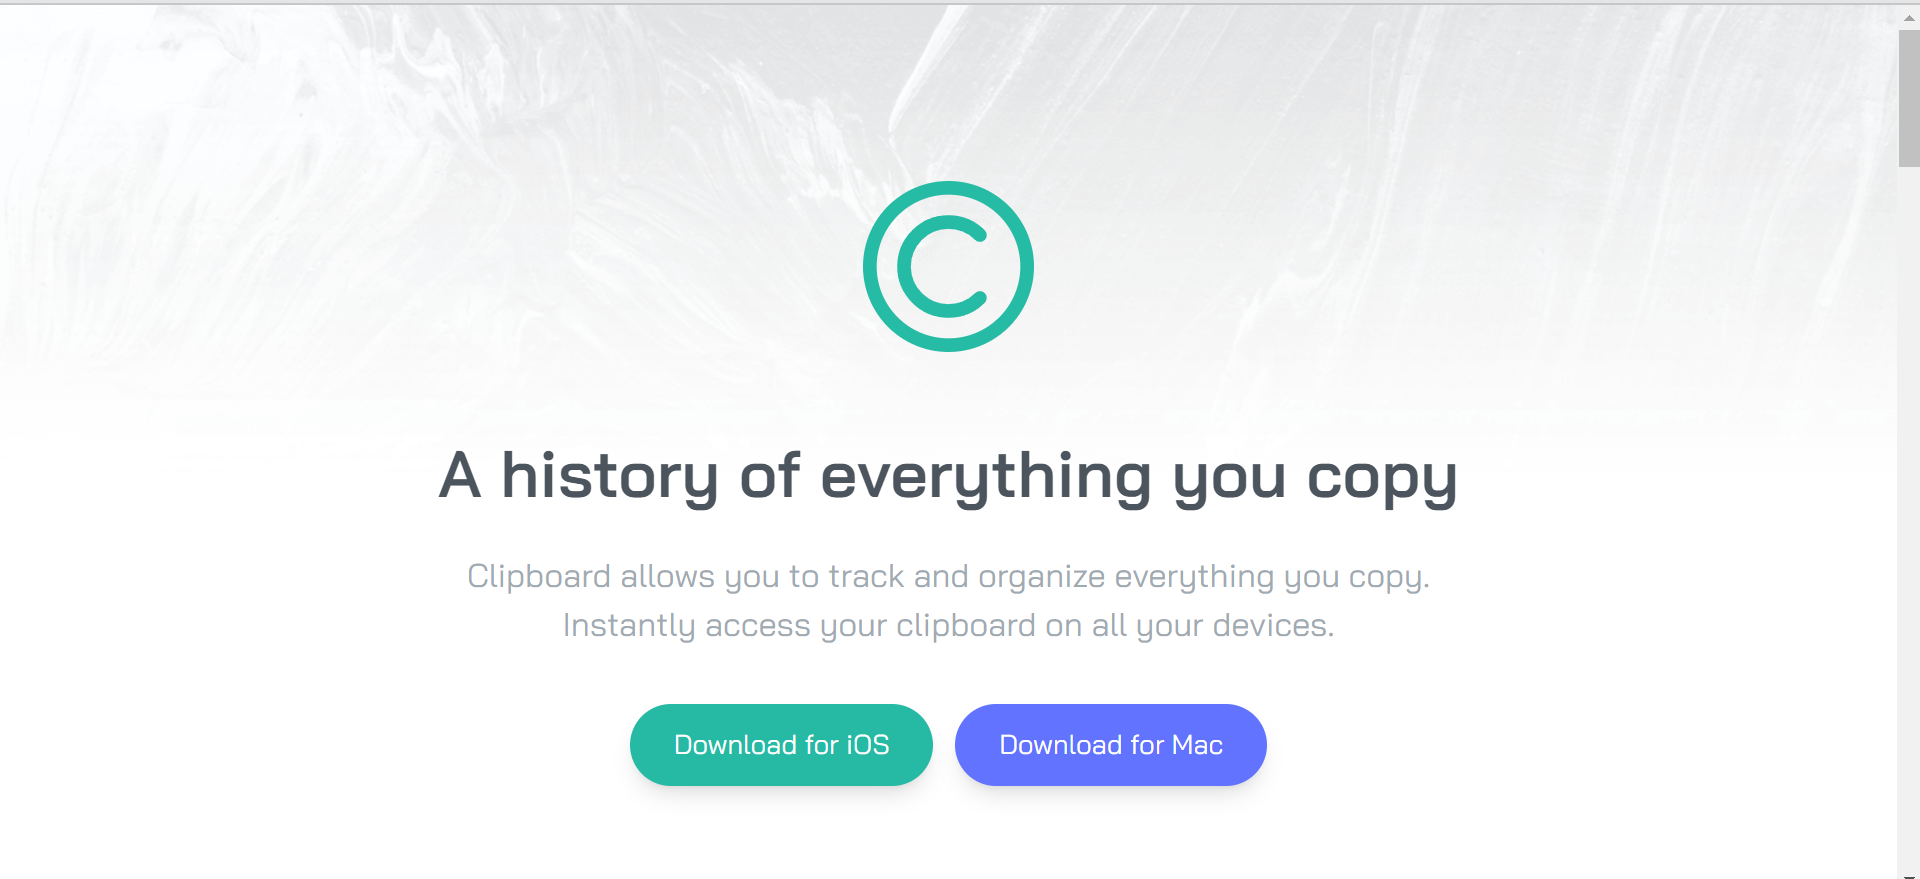 ©
A history of everything you copy
Clipboard allows you to track and organize everything you copy.
Instantly access your clipboard on all your devices.
Download for iOS
Download for Mac